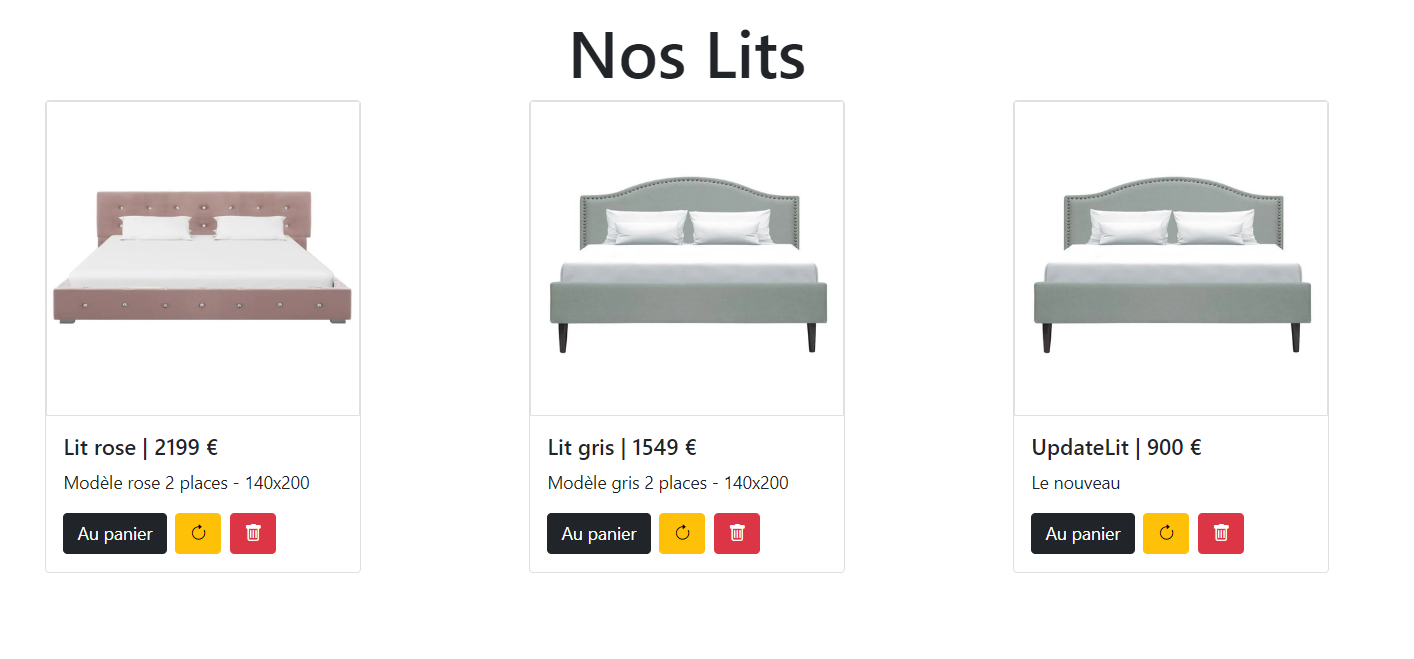 Nos Lits
Lit rose | 2199 €
Modèle rose 2 places - 140x200
Au panier
Lit gris | 1549 €
Modèle gris 2 places - 140x200
Au panier
UpdateLit | 900 €
Le nouveau
Au panier